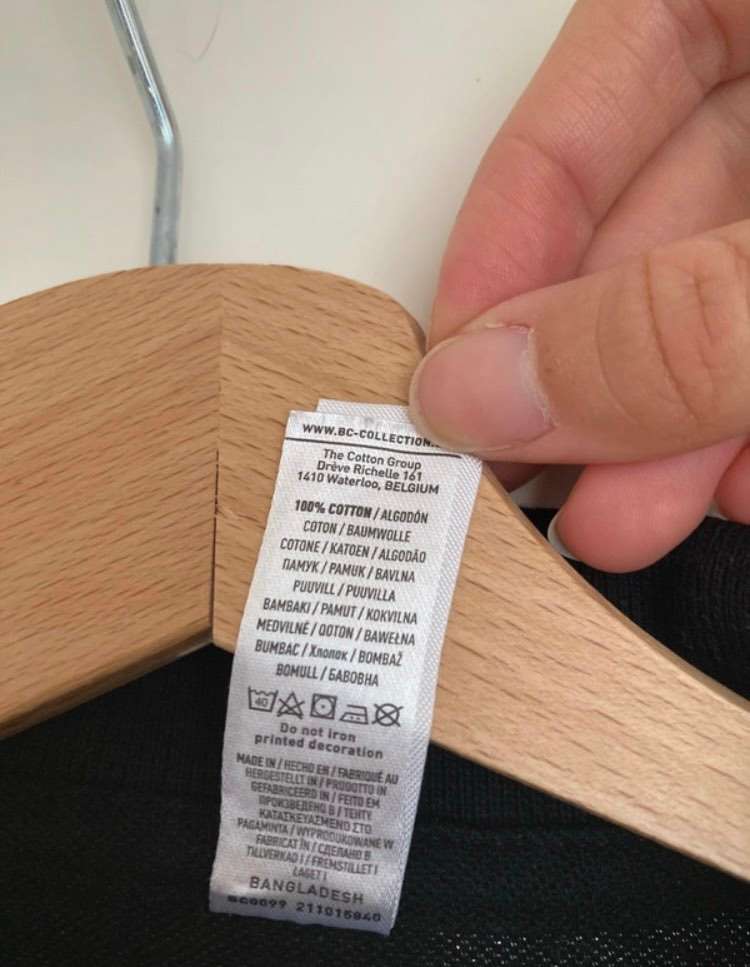 WWW.BC-COLLECTION.
The Cotton Group
Drève Richelle 161
1410 Waterloo, BELGIUM
100% COTTON / ALGODÓN
COTON / BAUMWOLLE
COTONE / KATOEN / ALGODÃO
ПАМУК / PAMUK / BAVLNA
PUUVILL / PUUVILLA
BAMBAKI / PAMUT / KOKVILNA
MEDVILNĖ / QOTON / BAWEŁNA
BUMBAC / Хлопок / BOMBAŽ
BOMULL / БАВОВНА
40
Do not iron
printed decoration
MADE IN / HECHO EN / FABRIQUÉ AU
HERGESTELLT IN / PRODOTTO IN
GEFABRICEERD IN / FEITO EM
ПРОИЗВЕДЕНО В / TEHTY
ΚΑΤΑΣΚΕΥΑΣΜΕΝΟ ΣΤΟ
PAGAMINTA / WYPRODUKOWANE W
FABRICAT ÎN / СДЕЛАНО В
TILLVERKAD I / FREMSTILLET I
LAGET I
BANGLADESH
211015840